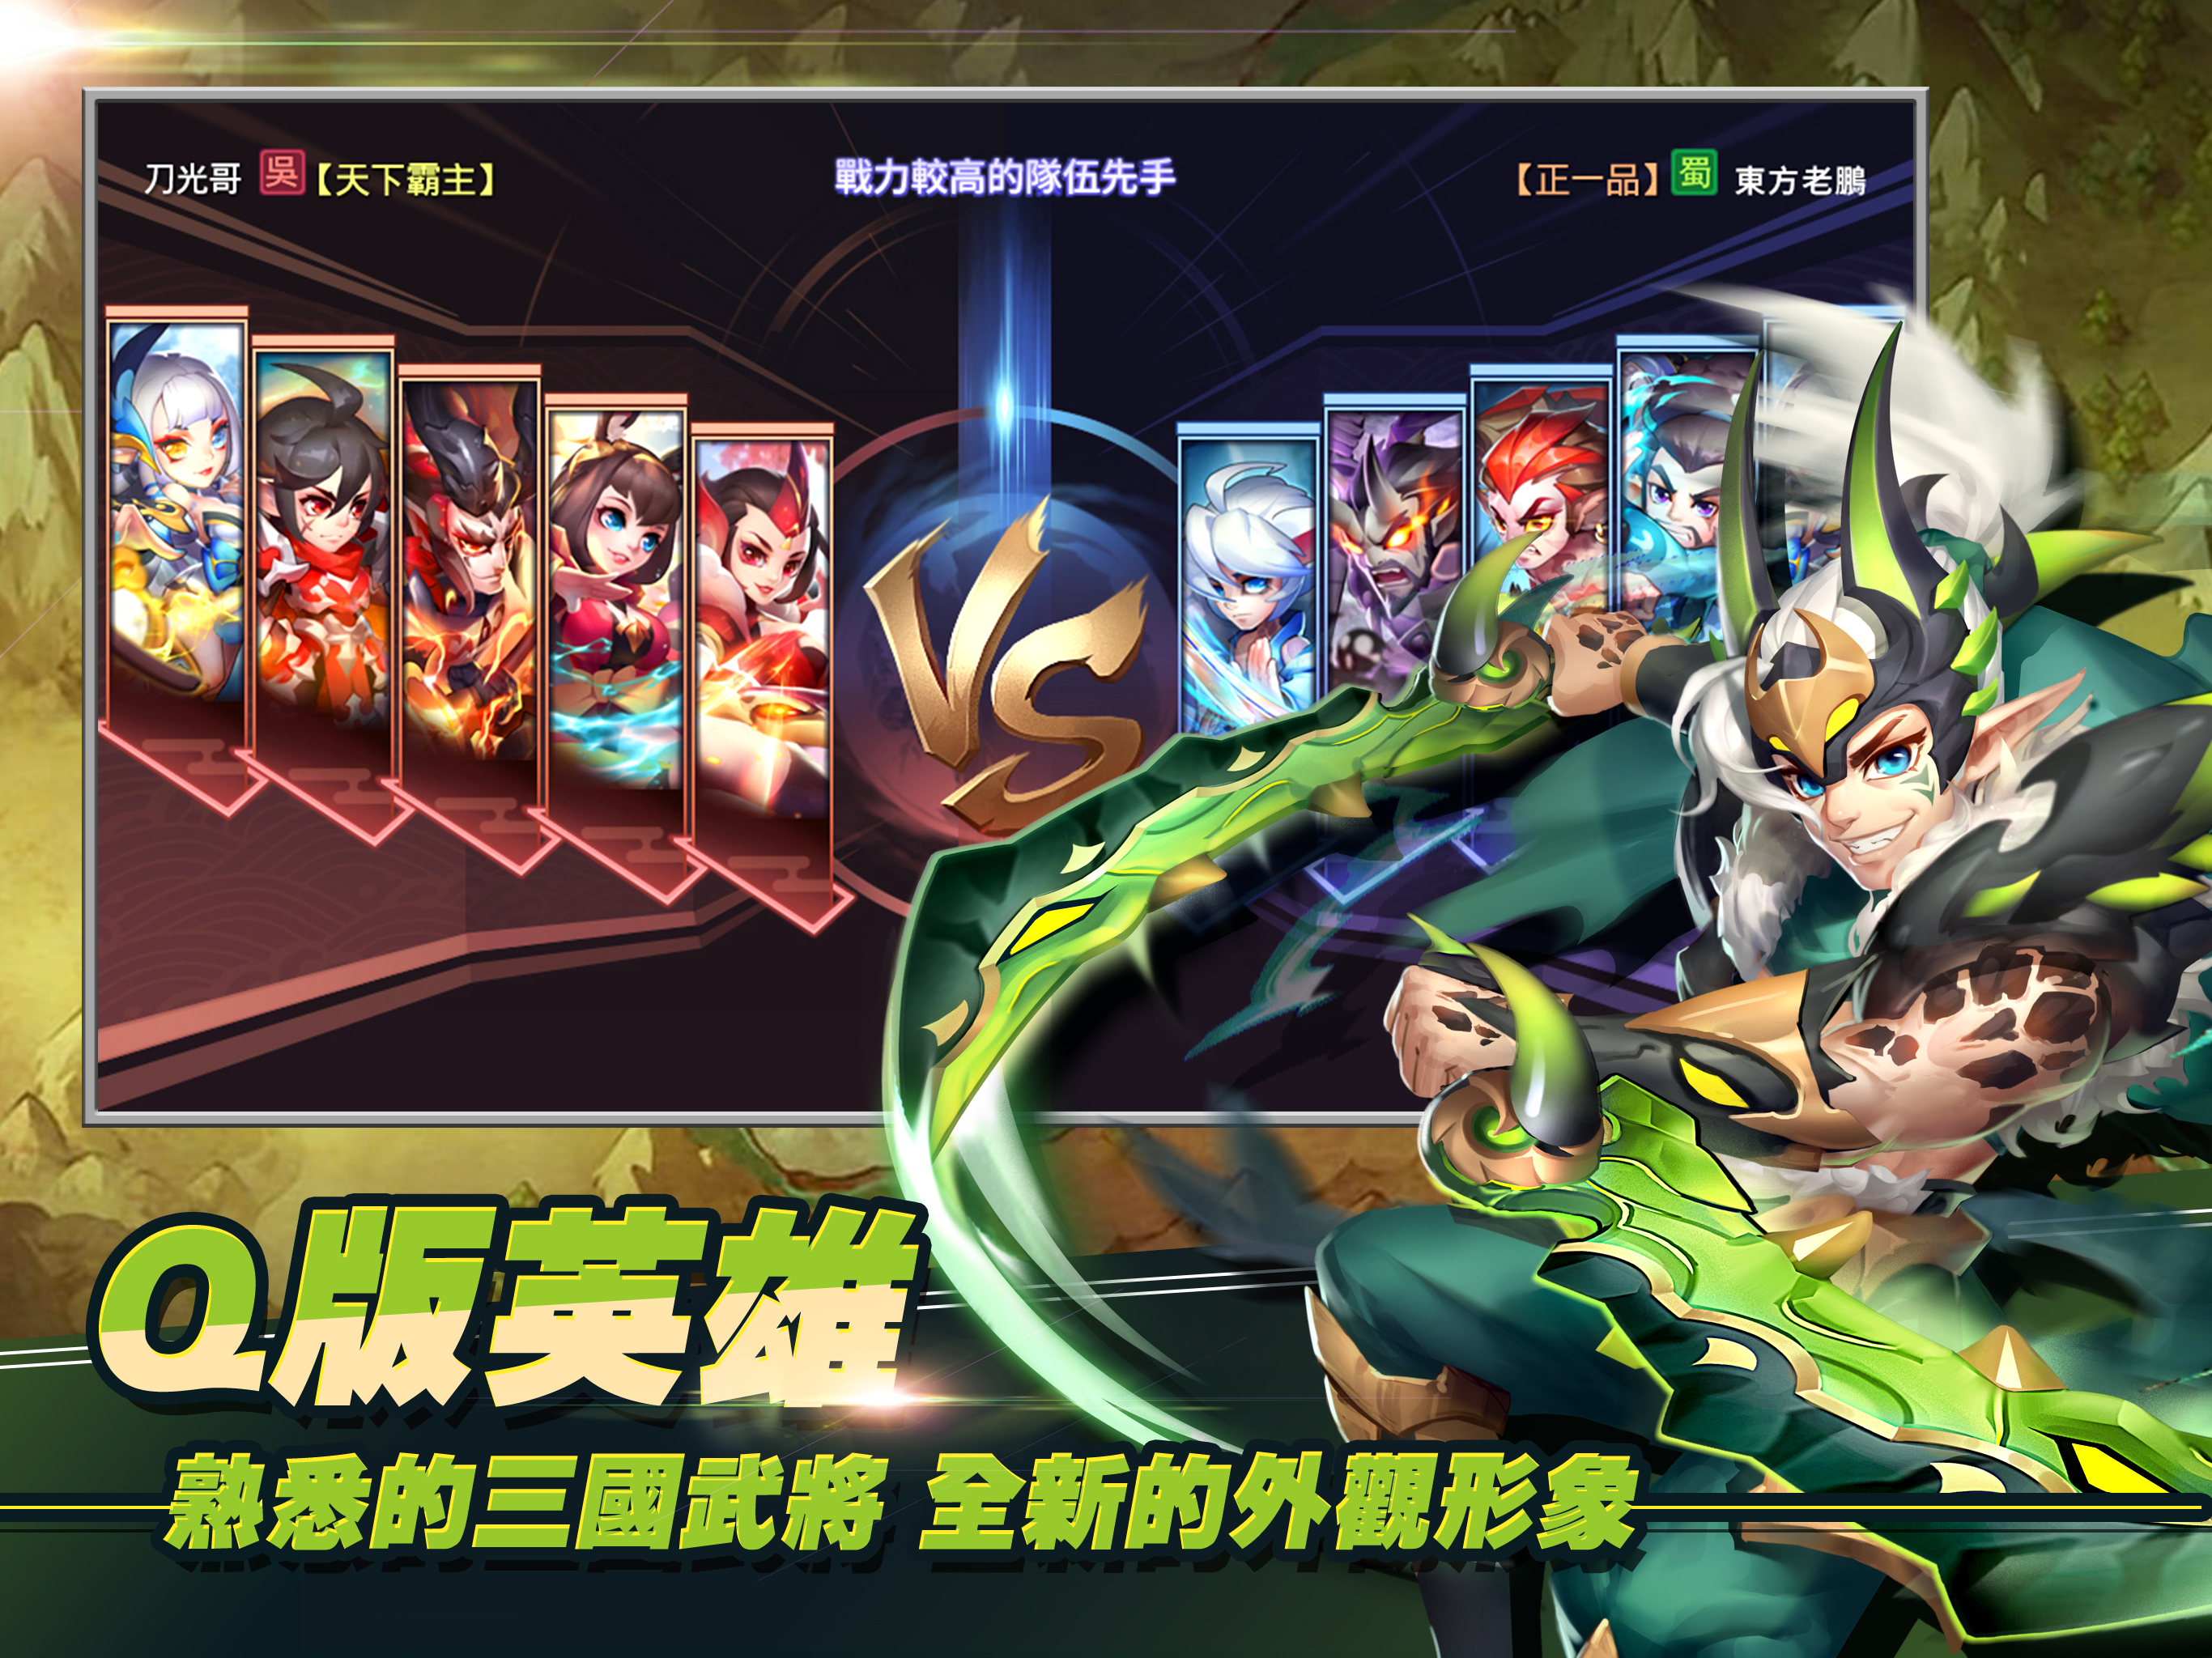 刀光哥 吳【天下霸主】
戰力較高的隊伍先手
【正一品】蜀 東方老鵬
VS
Q版英雄
熟悉的三國武將 全新的外觀形象